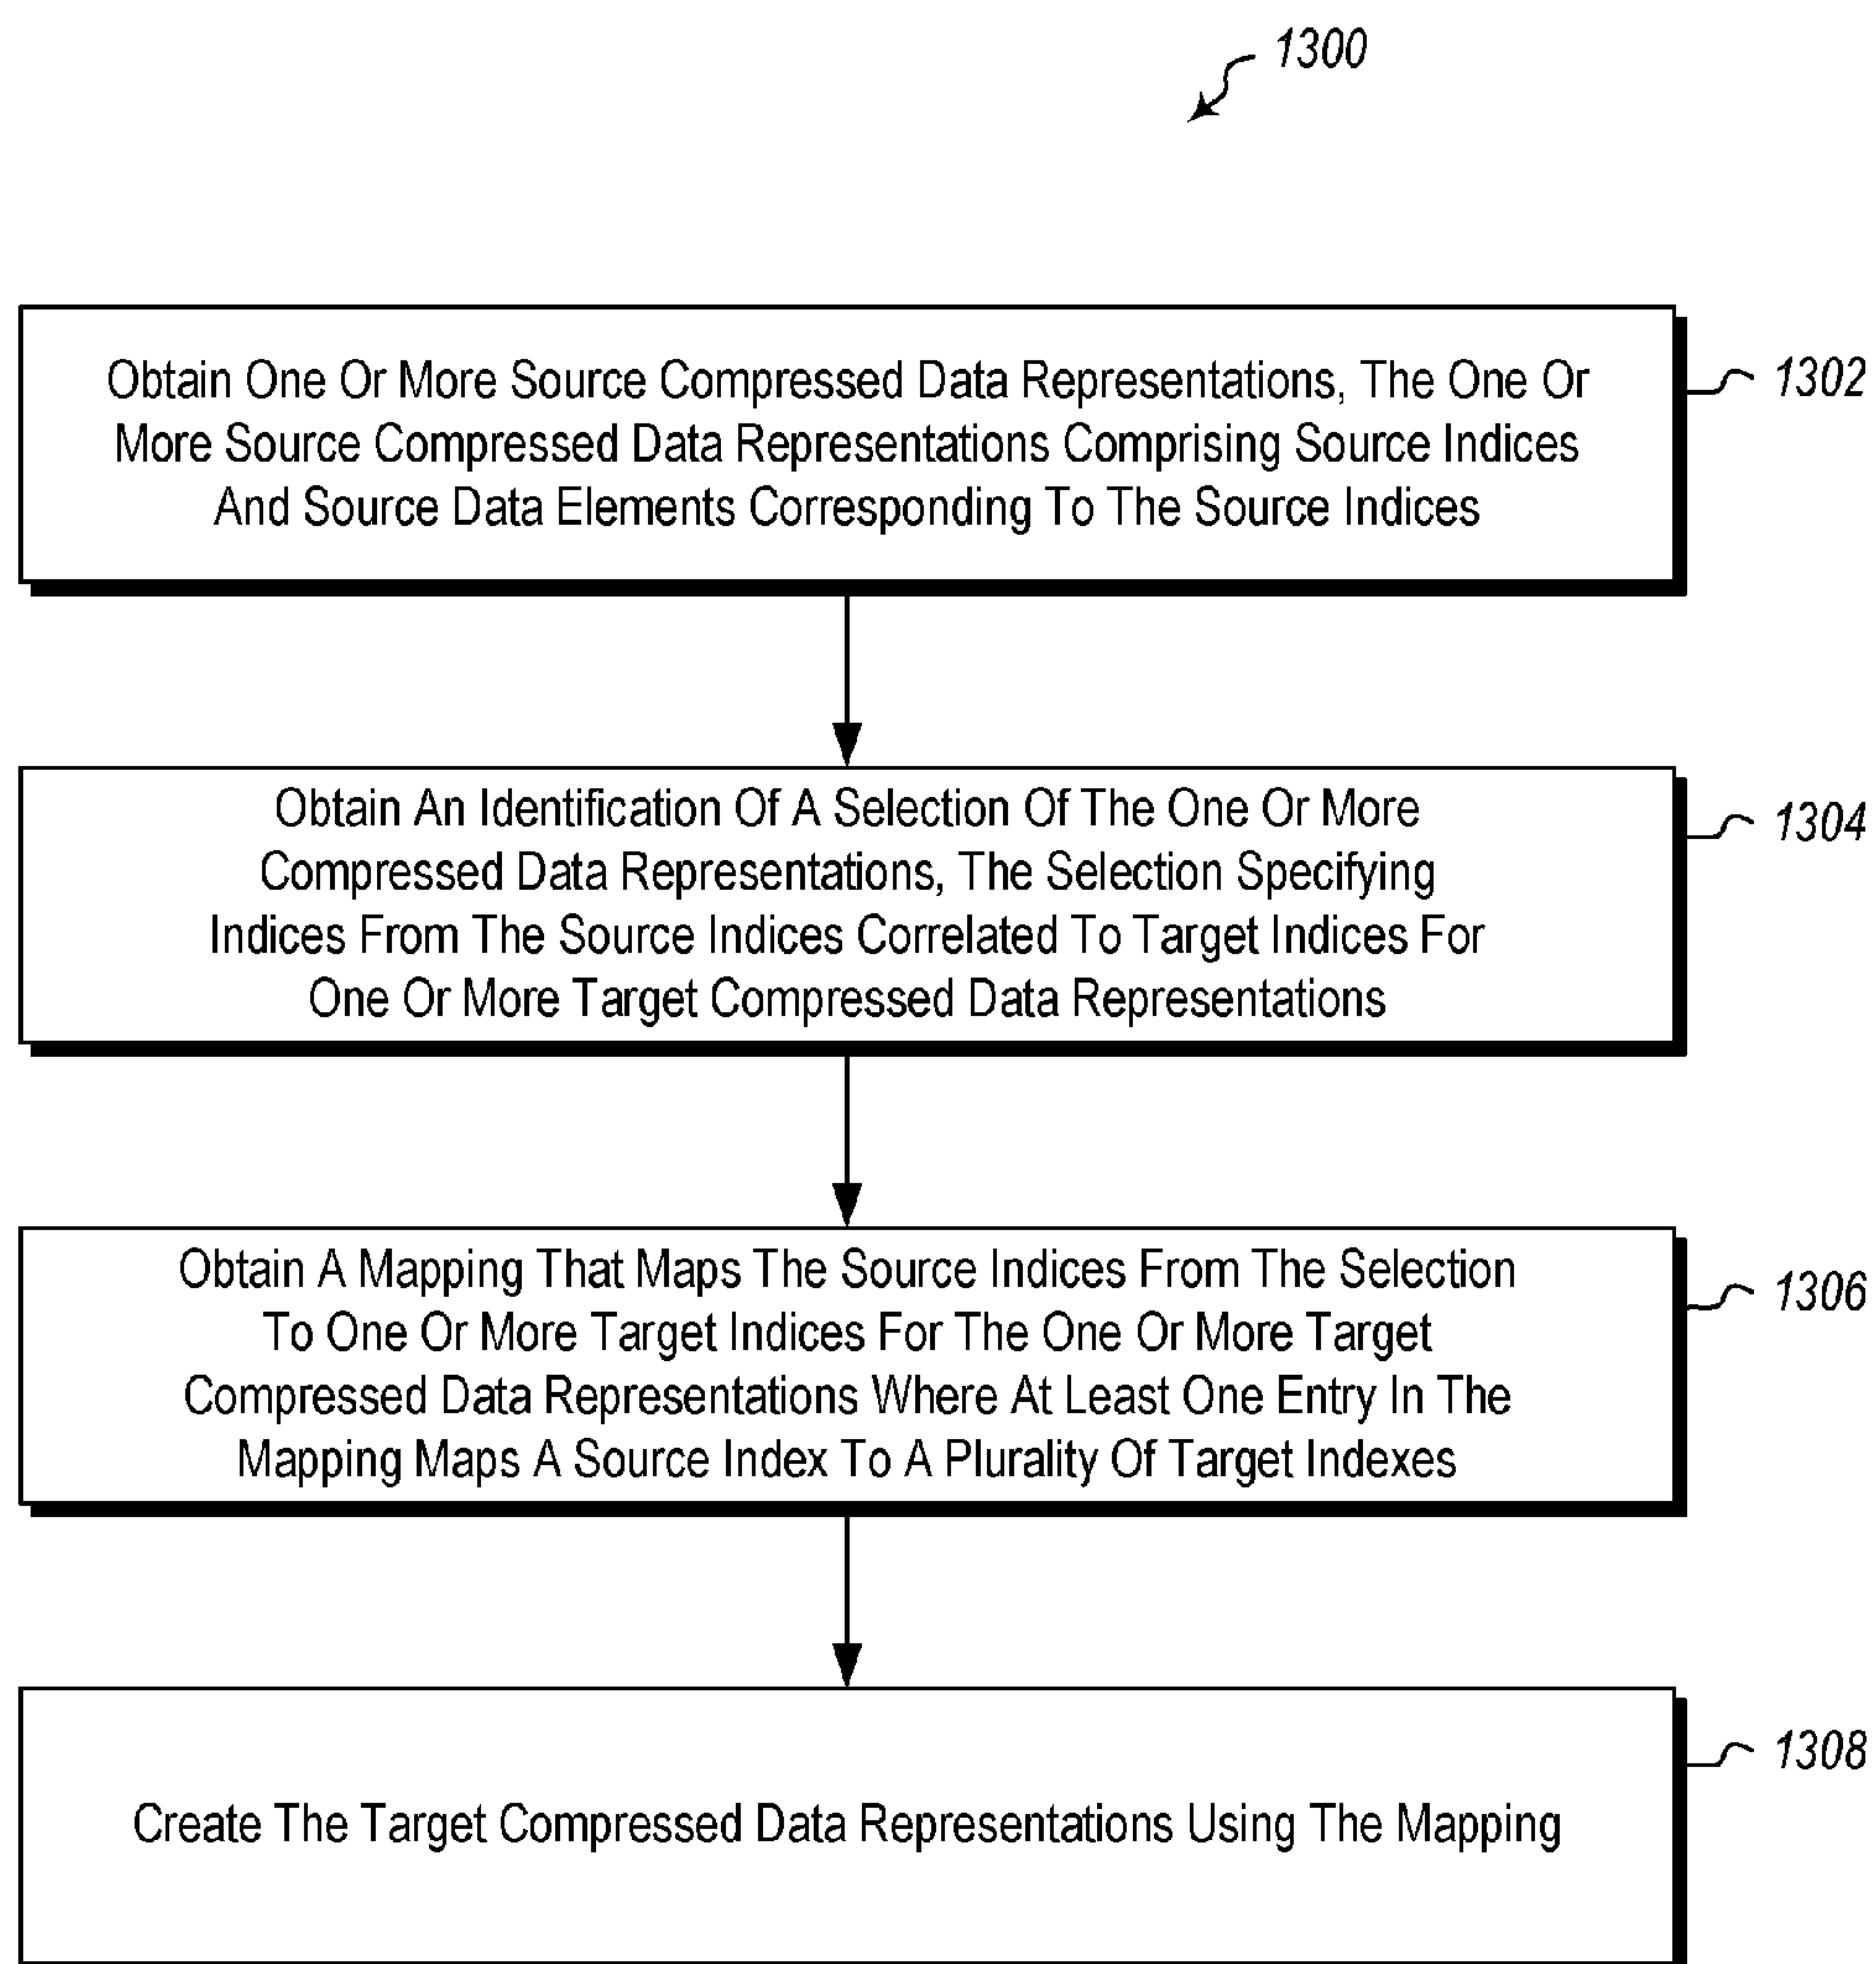 1300
Obtain One Or More Source Compressed Data Representations, The One Or
More Source Compressed Data Representations Comprising Source Indices
And Source Data Elements Corresponding To The Source Indices
1302
Obtain An Identification Of A Selection Of The One Or More
Compressed Data Representations, The Selection Specifying
Indices From The Source Indices Correlated To Target Indices For
One Or More Target Compressed Data Representations
1304
Obtain A Mapping That Maps The Source Indices From The Selection
To One Or More Target Indices For The One Or More Target
Compressed Data Representations Where At Least One Entry In The
Mapping Maps A Source Index To A Plurality Of Target Indexes
1306
Create The Target Compressed Data Representations Using The Mapping
1308